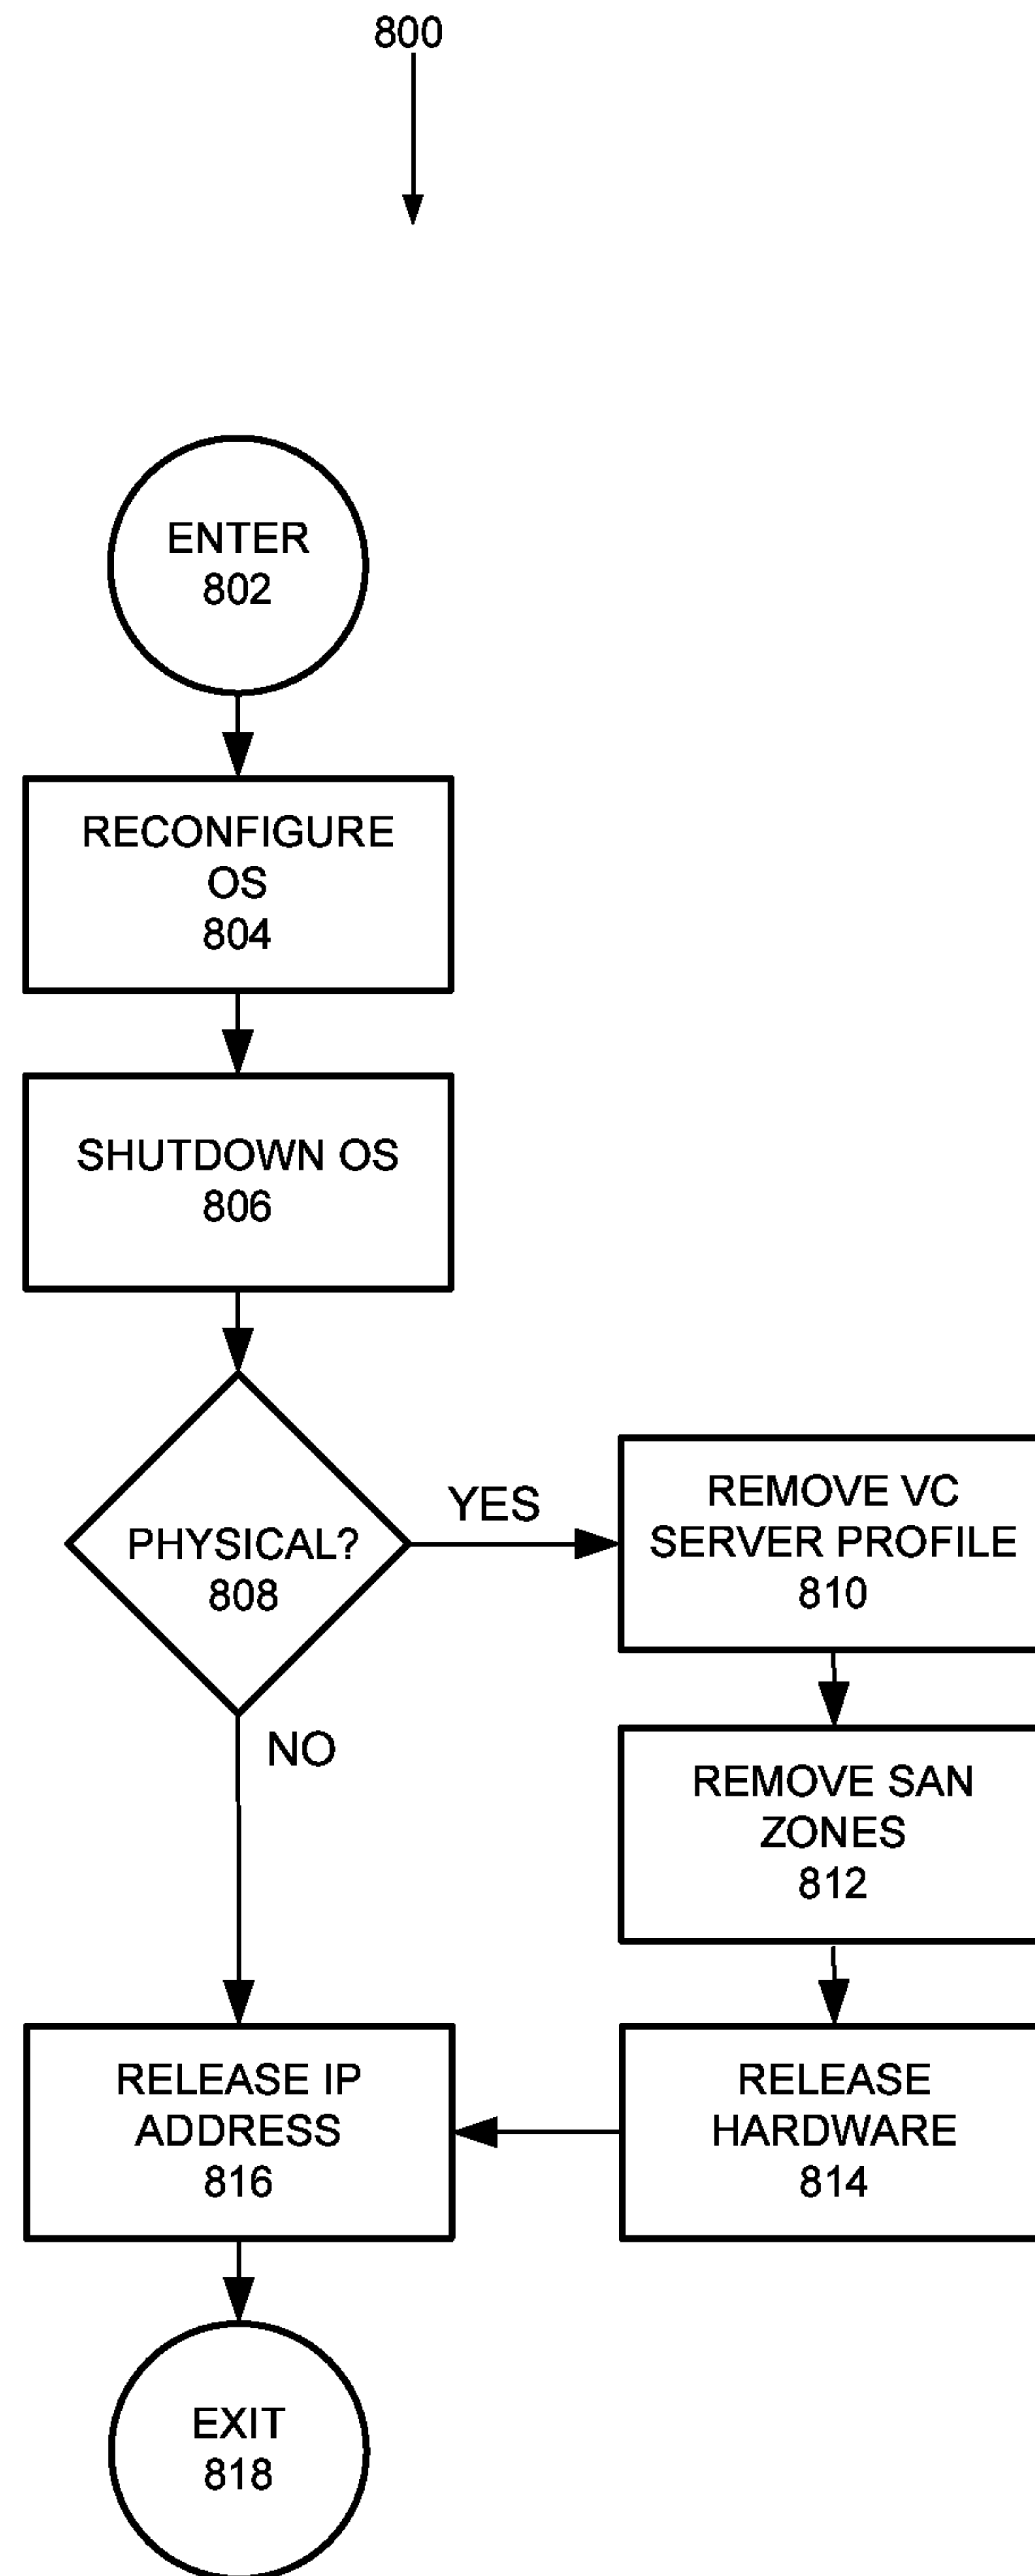 800
ENTER
802
RECONFIGURE
OS
804
SHUTDOWN OS
806
PHYSICAL?
808
YES
NO
REMOVE VC
SERVER PROFILE
810
REMOVE SAN
ZONES
812
RELEASE
HARDWARE
814
RELEASE IP
ADDRESS
816
EXIT
818